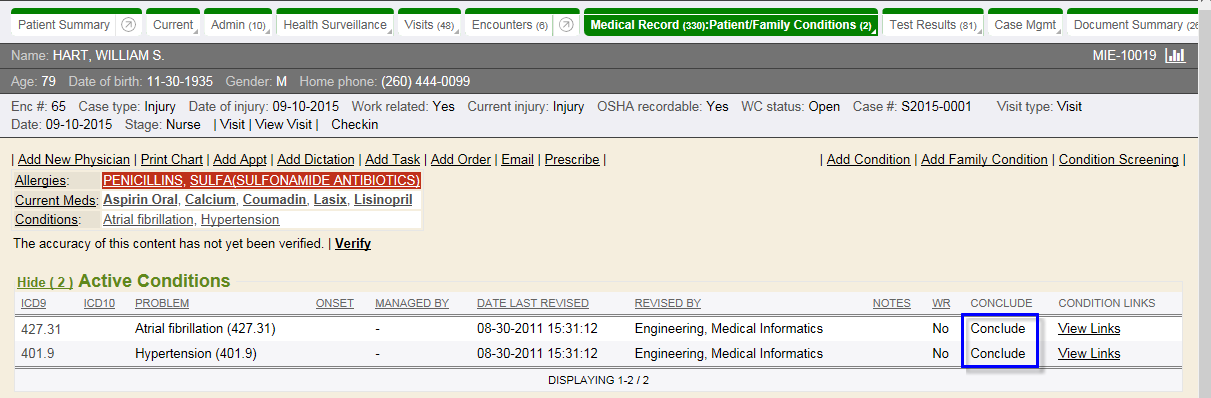 Patient Summary Current Admin (10) Health Surveillance Visits (48) Encounters (6) Medical Record (330):Patient/Family Conditions (2) Test Results (81) Case Mgmt Document Summary (26
Name: HART, WILLIAM S. MIE-10019
Age: 79 Date of birth: 11-30-1935 Gender: M Home phone: (260) 444-0099
Enc #: 65 Case type: Injury Date of injury: 09-10-2015 Work related: Yes Current injury: Injury OSHA recordable: Yes WC status: Open Case #: S2015-0001 Visit type: Visit
Date: 09-10-2015 Stage: Nurse | Visit | View Visit | Checkin
| Add New Physician | Print Chart | Add Appt | Add Dictation | Add Task | Add Order | Email | Prescribe | | Add Condition | Add Family Condition | Condition Screening |
Allergies: PENICILLINS, SULFA(SULFONAMIDE ANTIBIOTICS)
Current Meds: Aspirin Oral, Calcium, Coumadin, Lasix, Lisinopril
Conditions: Atrial fibrillation, Hypertension
The accuracy of this content has not yet been verified. | Verify
Hide ( 2 ) Active Conditions
ICD9 ICD10 PROBLEM ONSET MANAGED BY DATE LAST REVISED REVISED BY NOTES WR CONCLUDE CONDITION LINKS
427.31 Atrial fibrillation (427.31) - 08-30-2011 15:31:12 Engineering, Medical Informatics No Conclude View Links
401.9 Hypertension (401.9) - 08-30-2011 15:31:12 Engineering, Medical Informatics No Conclude View Links
DISPLAYING 1-2 / 2